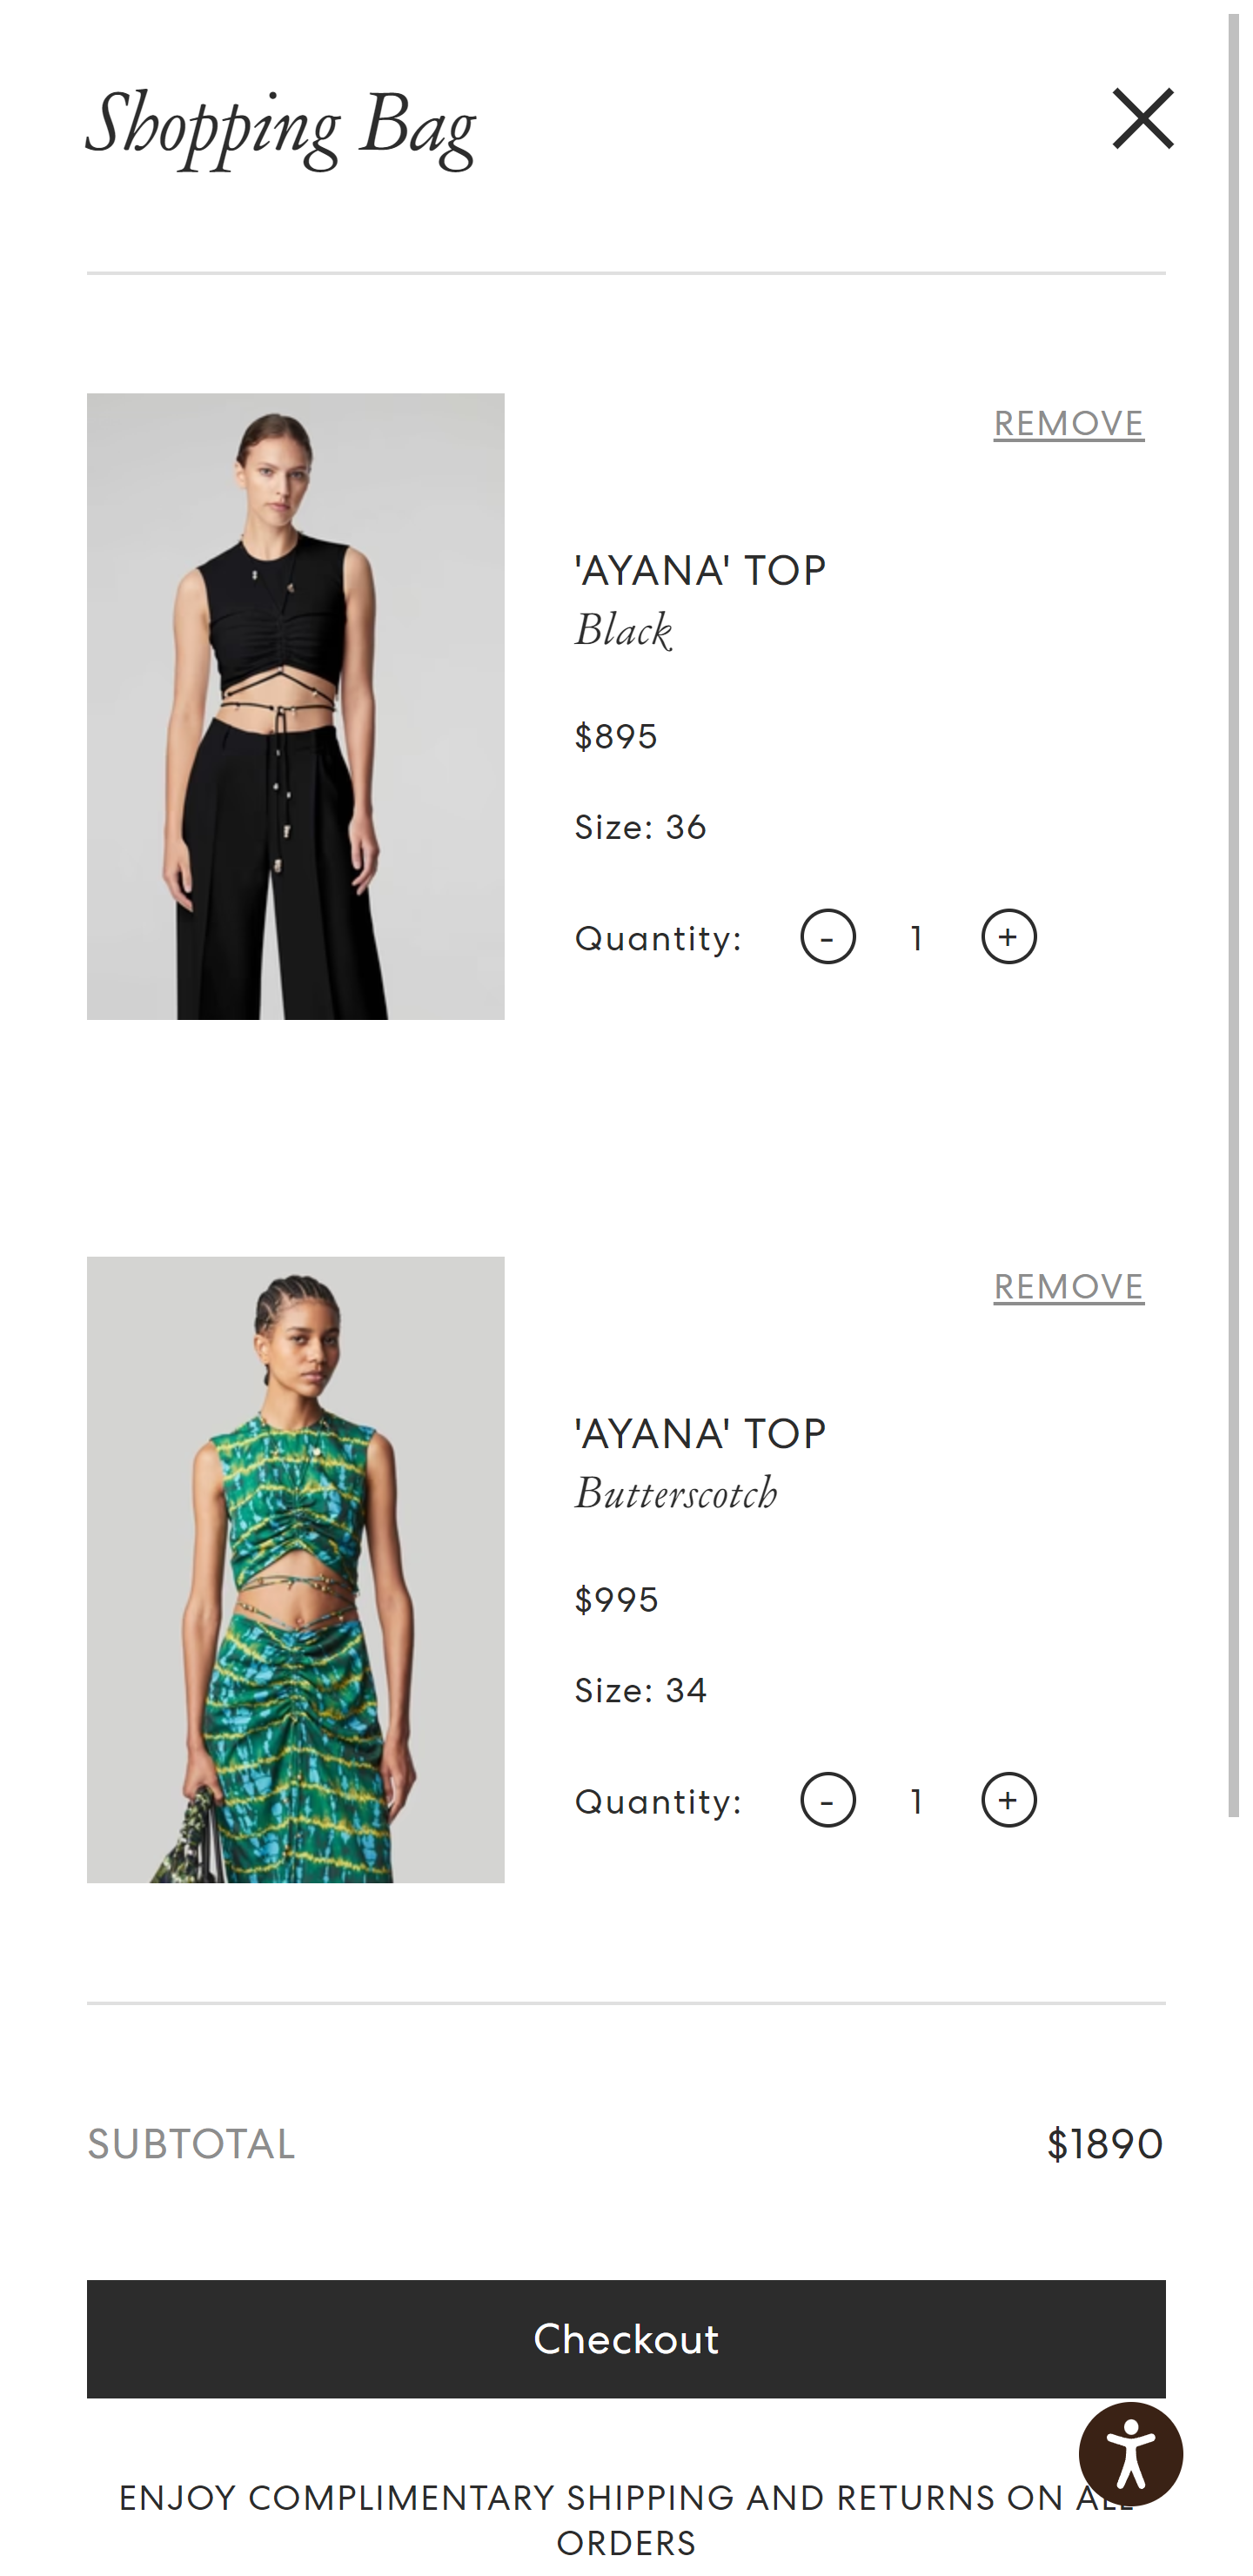 Shopping Bag
REMOVE
'AYANA' TOP
Black
$895
Size: 36
Quantity: - 1 +
REMOVE
'AYANA' TOP
Butterscotch
$995
Size: 34
Quantity: - 1 +
SUBTOTAL $1890
Checkout
ENJOY COMPLIMENTARY SHIPPING AND RETURNS ON ALL
ORDERS